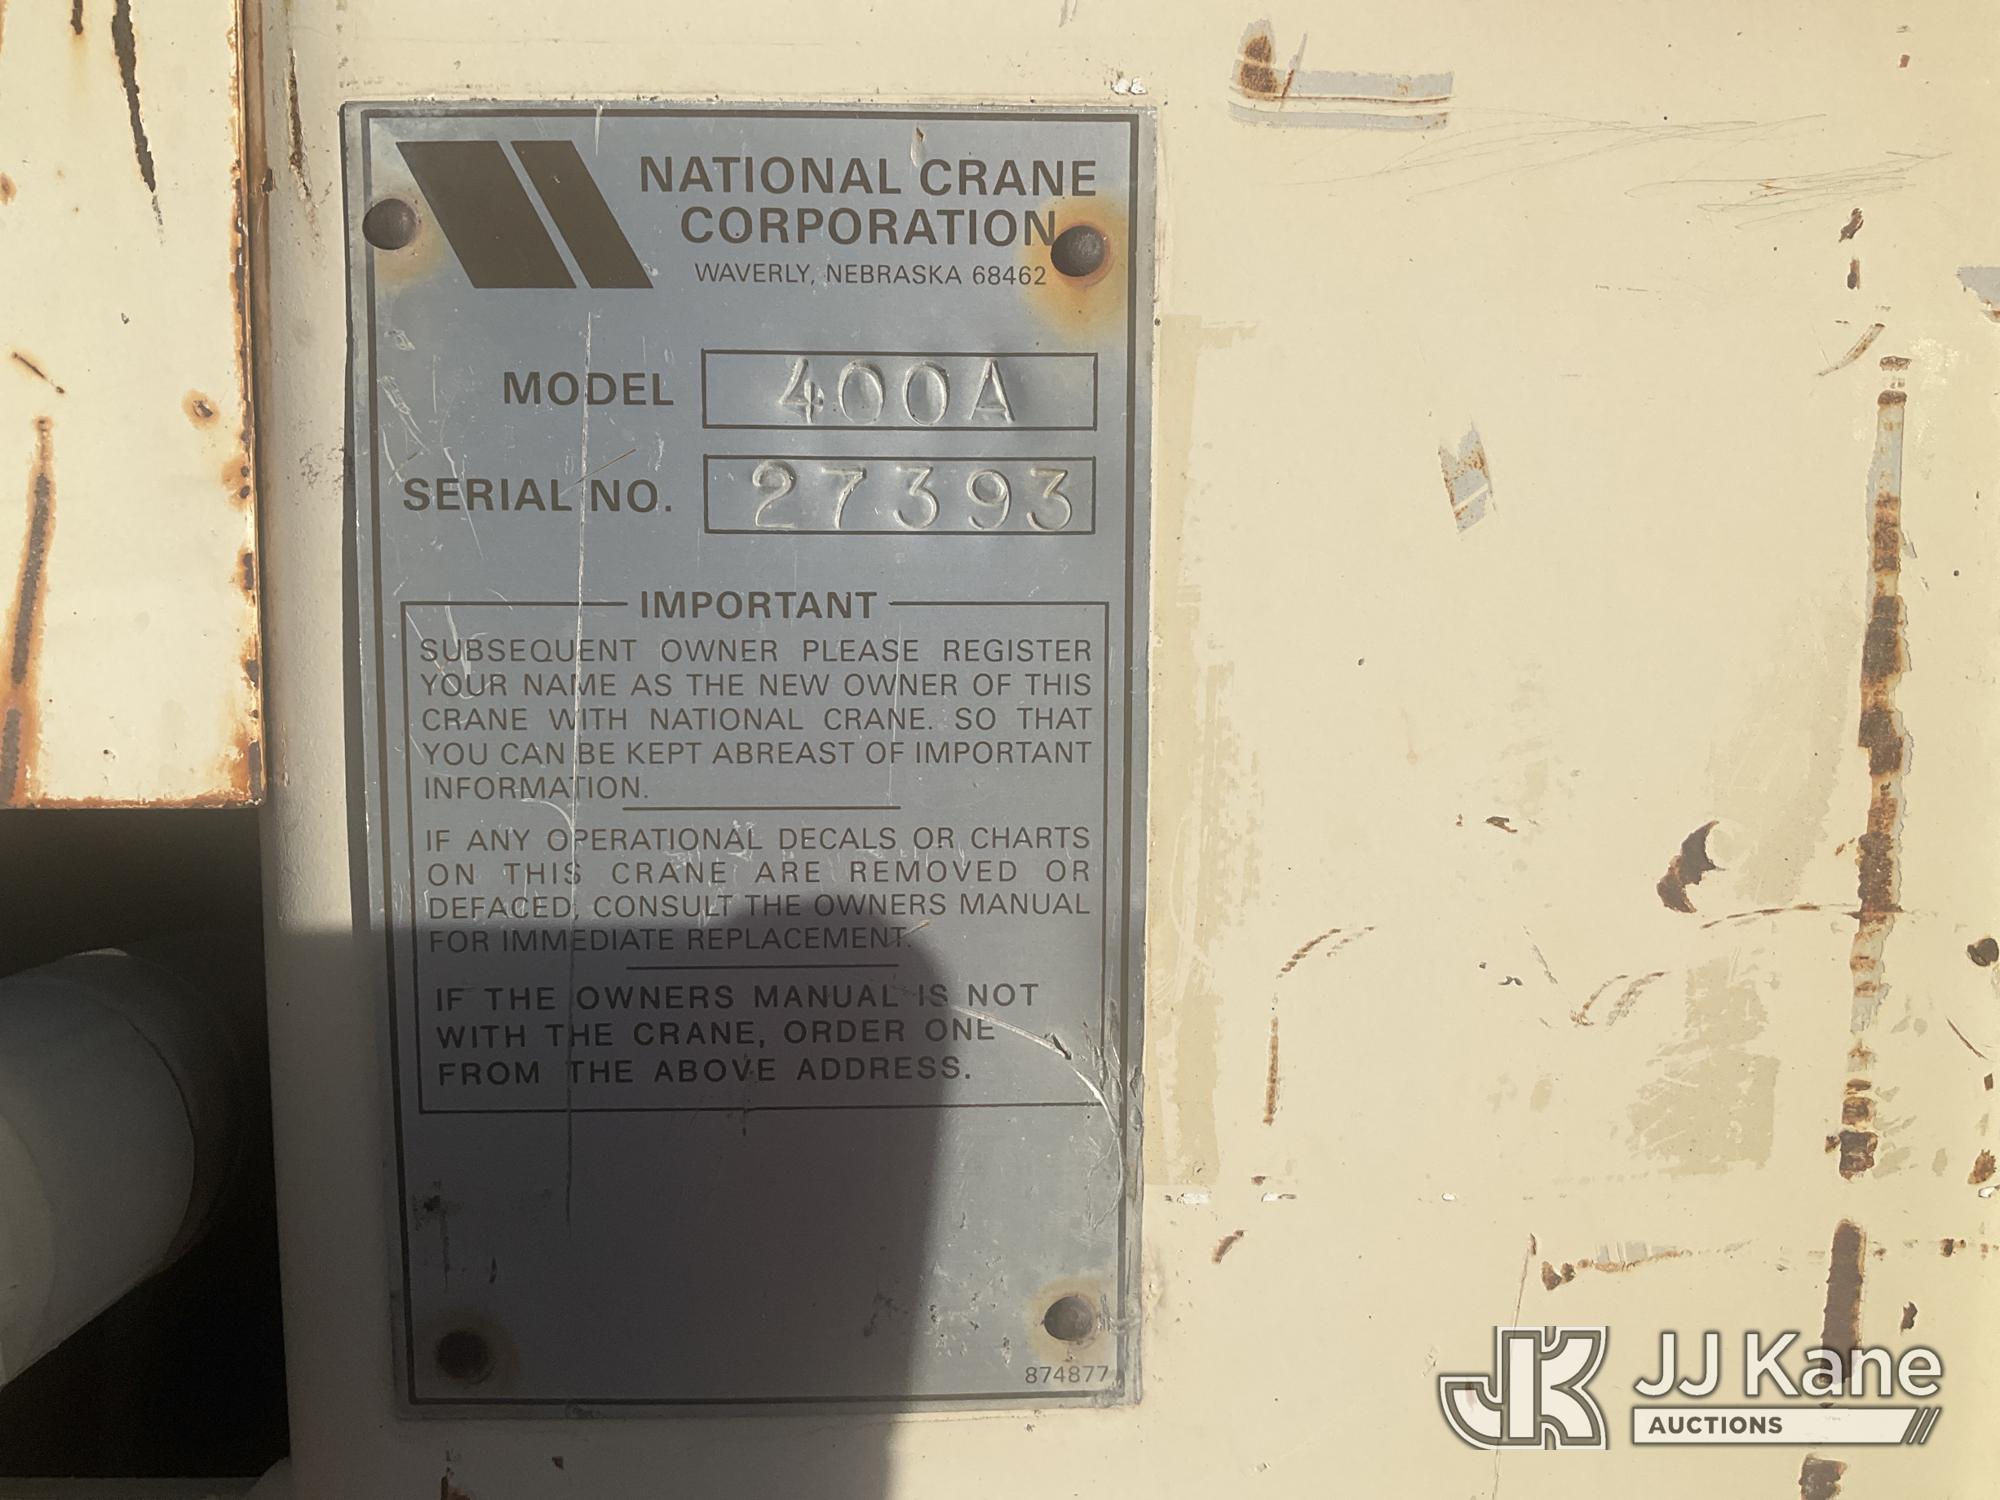 NATIONAL CRANE
CORPORATION
WAVERLY, NEBRASKA 68462
MODEL 400A
SERIAL NO. 27393
IMPORTANT
SUBSEQUENT OWNER PLEASE REGISTER
YOUR NAME AS THE NEW OWNER OF THIS
CRANE WITH NATIONAL CRANE. SO THAT
YOU CAN BE KEPT ABREAST OF IMPORTANT
INFORMATION.
IF ANY OPERATIONAL DECALS OR CHARTS
ON THIS CRANE ARE REMOVED OR
DEFACED, CONSULT THE OWNERS MANUAL
FOR IMMEDIATE REPLACEMENT.
IF THE OWNERS MANUAL IS NOT
WITH THE CRANE, ORDER ONE
FROM THE ABOVE ADDRESS.
874877
JK JJ Kane
AUCTIONS